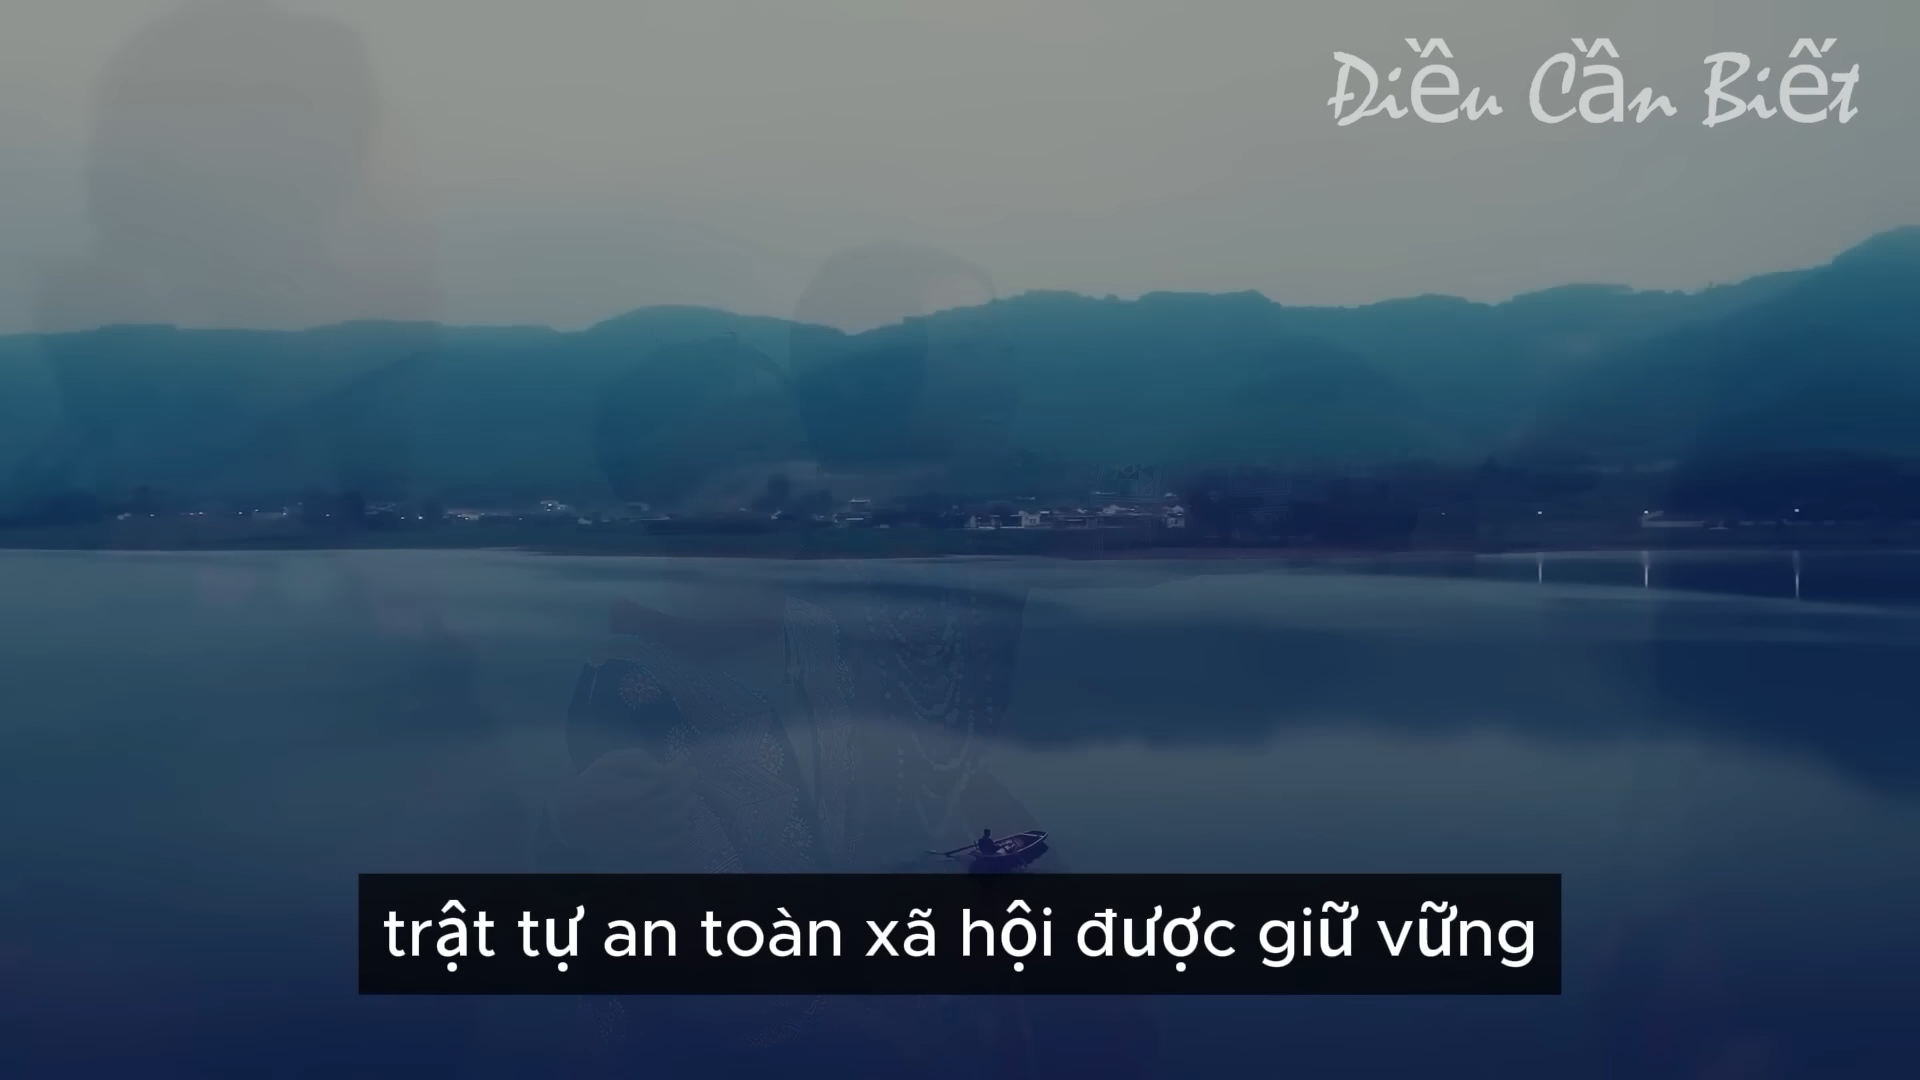 Điều Cần Biết
trật tự an toàn xã hội được giữ vững